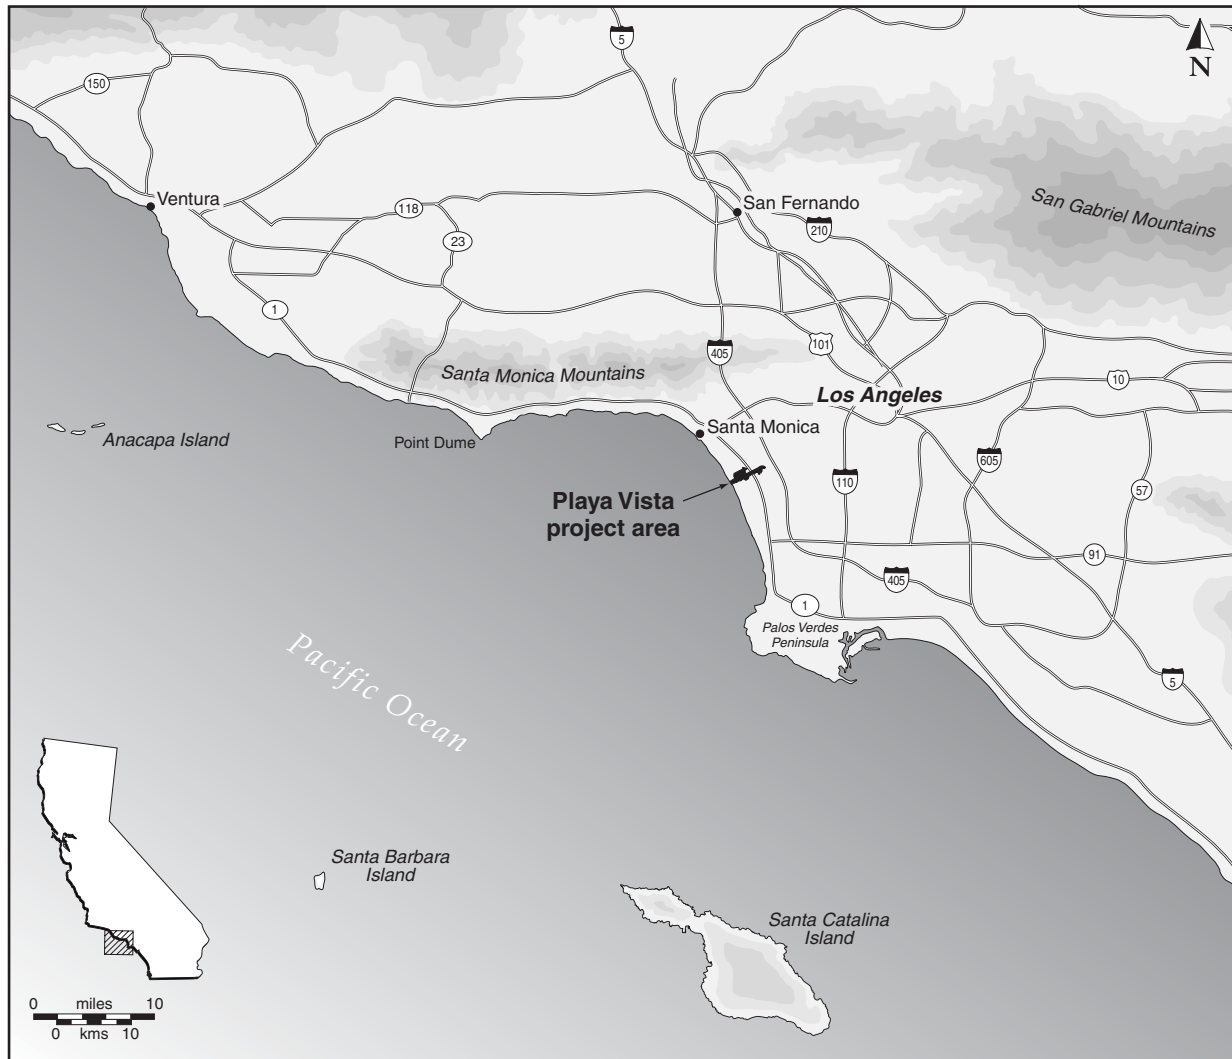 5
N
150
San Gabriel Mountains
Ventura
118
San Fernando
210
23
1
405
101
Santa Monica Mountains
10
Los Angeles
Anacapa Island
Point Dume
Santa Monica
605
110
57
Playa Vista
project area
91
405
1
Palos Verdes
Peninsula
5
Pacific Ocean
Santa Barbara
Island
Santa Catalina
Island
0 miles 10
0 kms 10